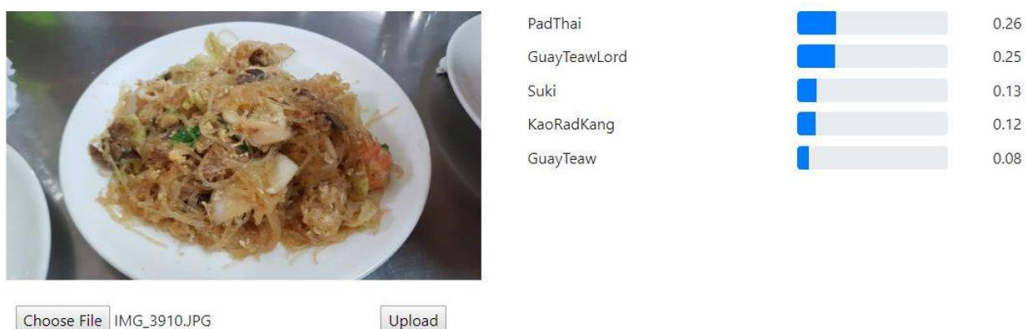 PadThai 0.26
GuayTeawLord 0.25
Suki 0.13
KaoRadKang 0.12
GuayTeaw 0.08
Choose File IMG_3910.JPG Upload